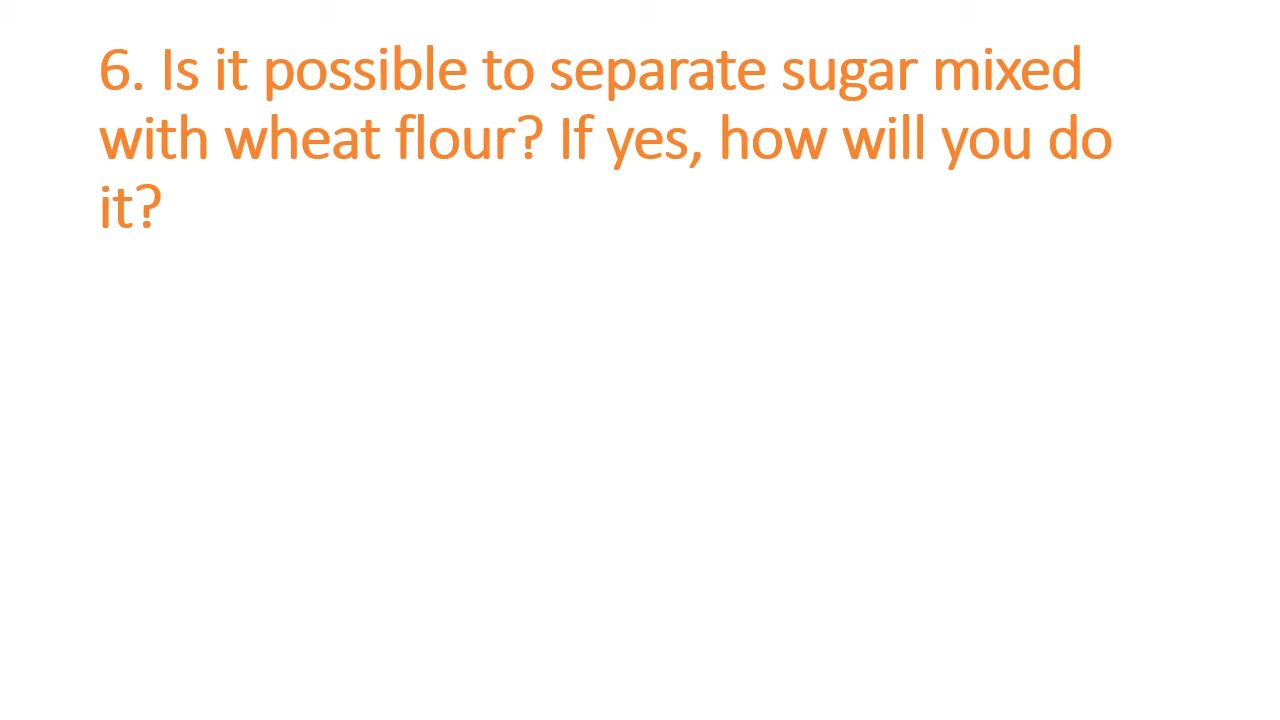 6. Is it possible to separate sugar mixed
with wheat flour? If yes, how will you do
it?